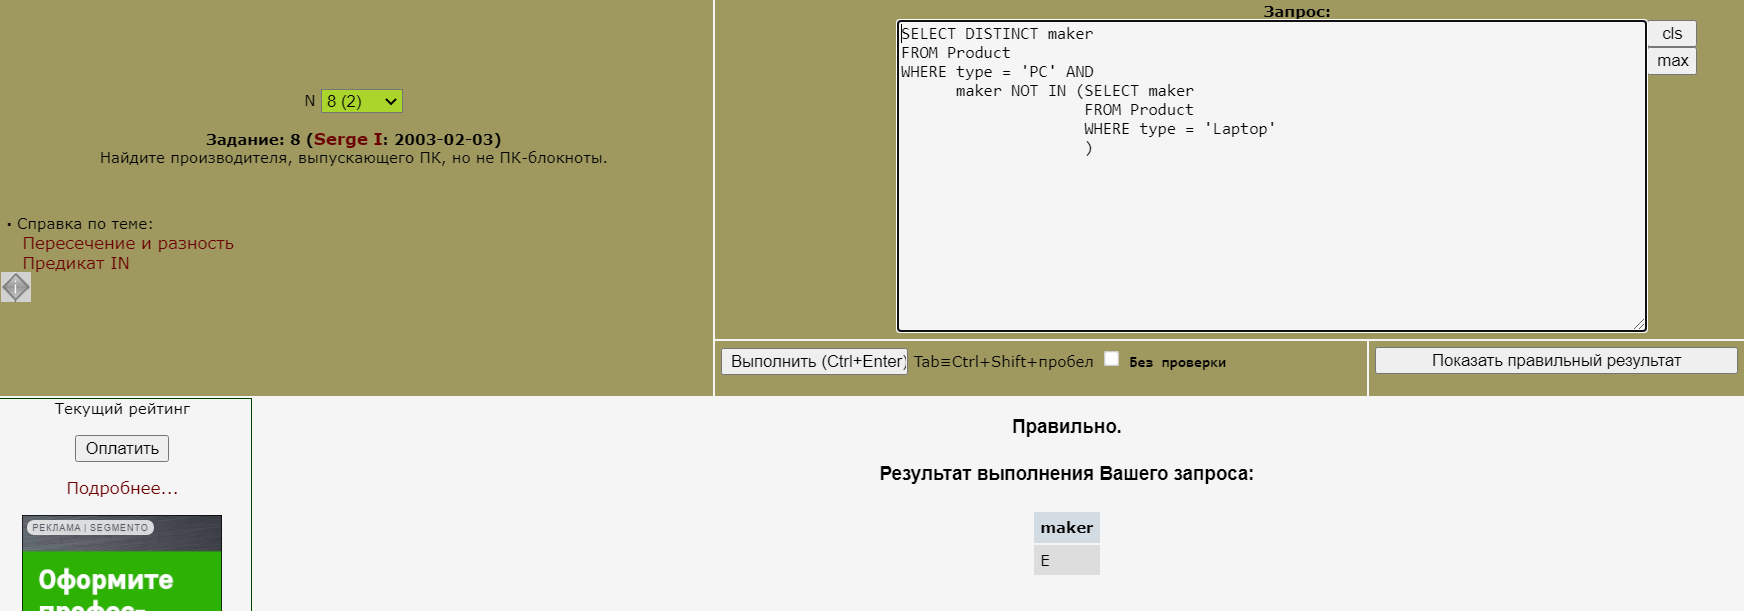 N 8 (2)
Задание: 8 (Serge I: 2003-02-03)
Найдите производителя, выпускающего ПК, но не ПК-блокноты.
· Справка по теме:
Пересечение и разность
Предикат IN
i
Запрос:
SELECT DISTINCT maker
FROM Product
WHERE type = 'PC' AND
maker NOT IN (SELECT maker
FROM Product
WHERE type = 'Laptop'
)
cls
max
Выполнить (Ctrl+Enter) Tab≡Ctrl+Shift+пробел Без проверки
Показать правильный результат
Текущий рейтинг
Оплатить
Подробнее...
РЕКЛАМА | SEGMENTO
Оформите
профес-
Правильно.
Результат выполнения Вашего запроса:
maker
E